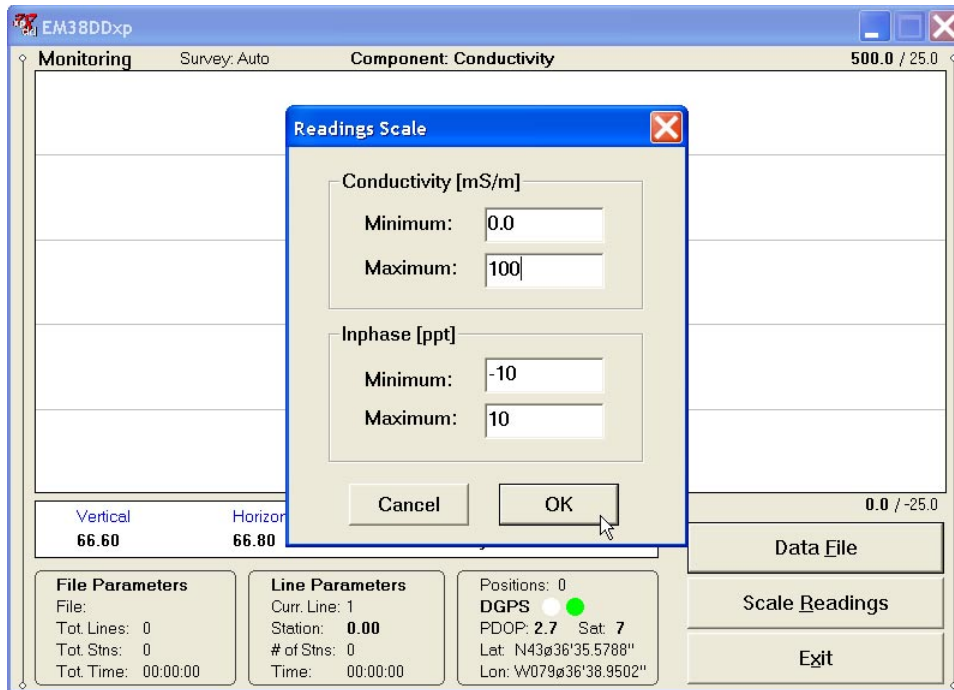 EM38DDxp
Monitoring Survey: Auto Component: Conductivity 500.0 / 25.0
Readings Scale
Conductivity [mS/m]
Minimum: 0.0
Maximum: 100
Inphase [ppt]
Minimum: -10
Maximum: 10
Cancel OK
0.0 / -25.0
Vertical Horizon
66.60 66.80
Data File
Scale Readings
Exit
File Parameters
File:
Tot. Lines: 0
Tot. Stns: 0
Tot. Time: 00:00:00
Line Parameters
Curr. Line: 1
Station: 0.00
# of Stns: 0
Time: 00:00:00
Positions: 0
DGPS
PDOP: 2.7 Sat: 7
Lat: N43ø36'35.5788"
Lon: W079ø36'38.9502"